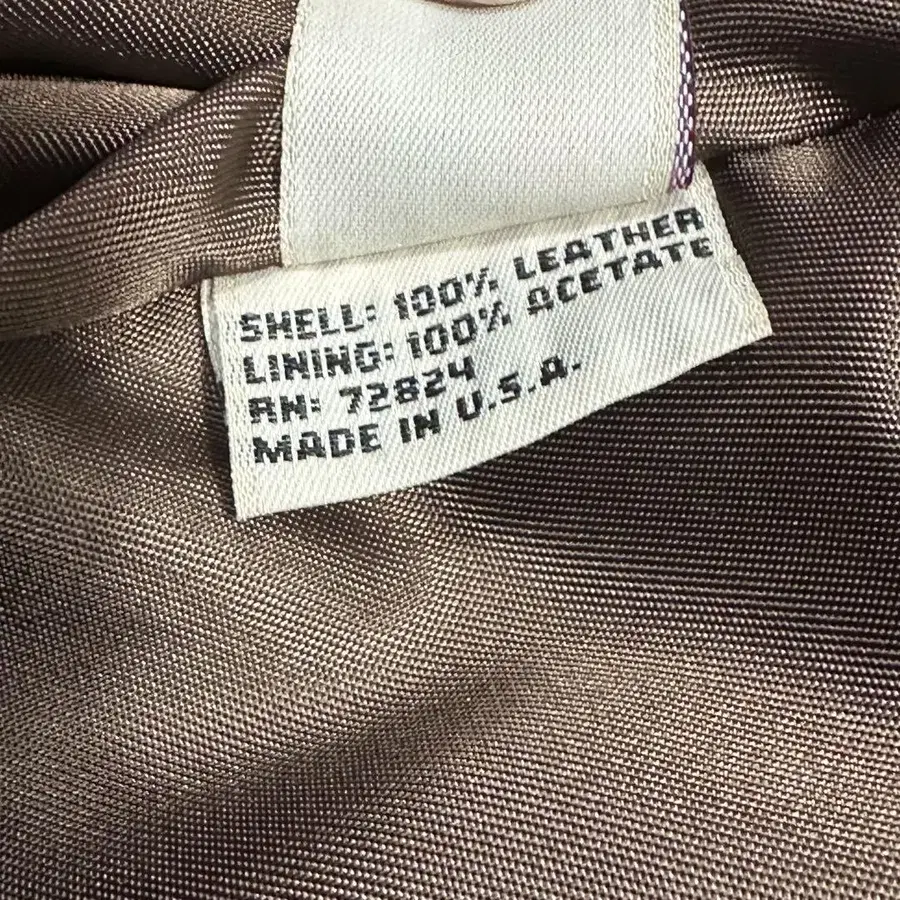 SHELL: 100% LEATHER
LINING: 100% ACETATE
RN: 72824
MADE IN U.S.A.